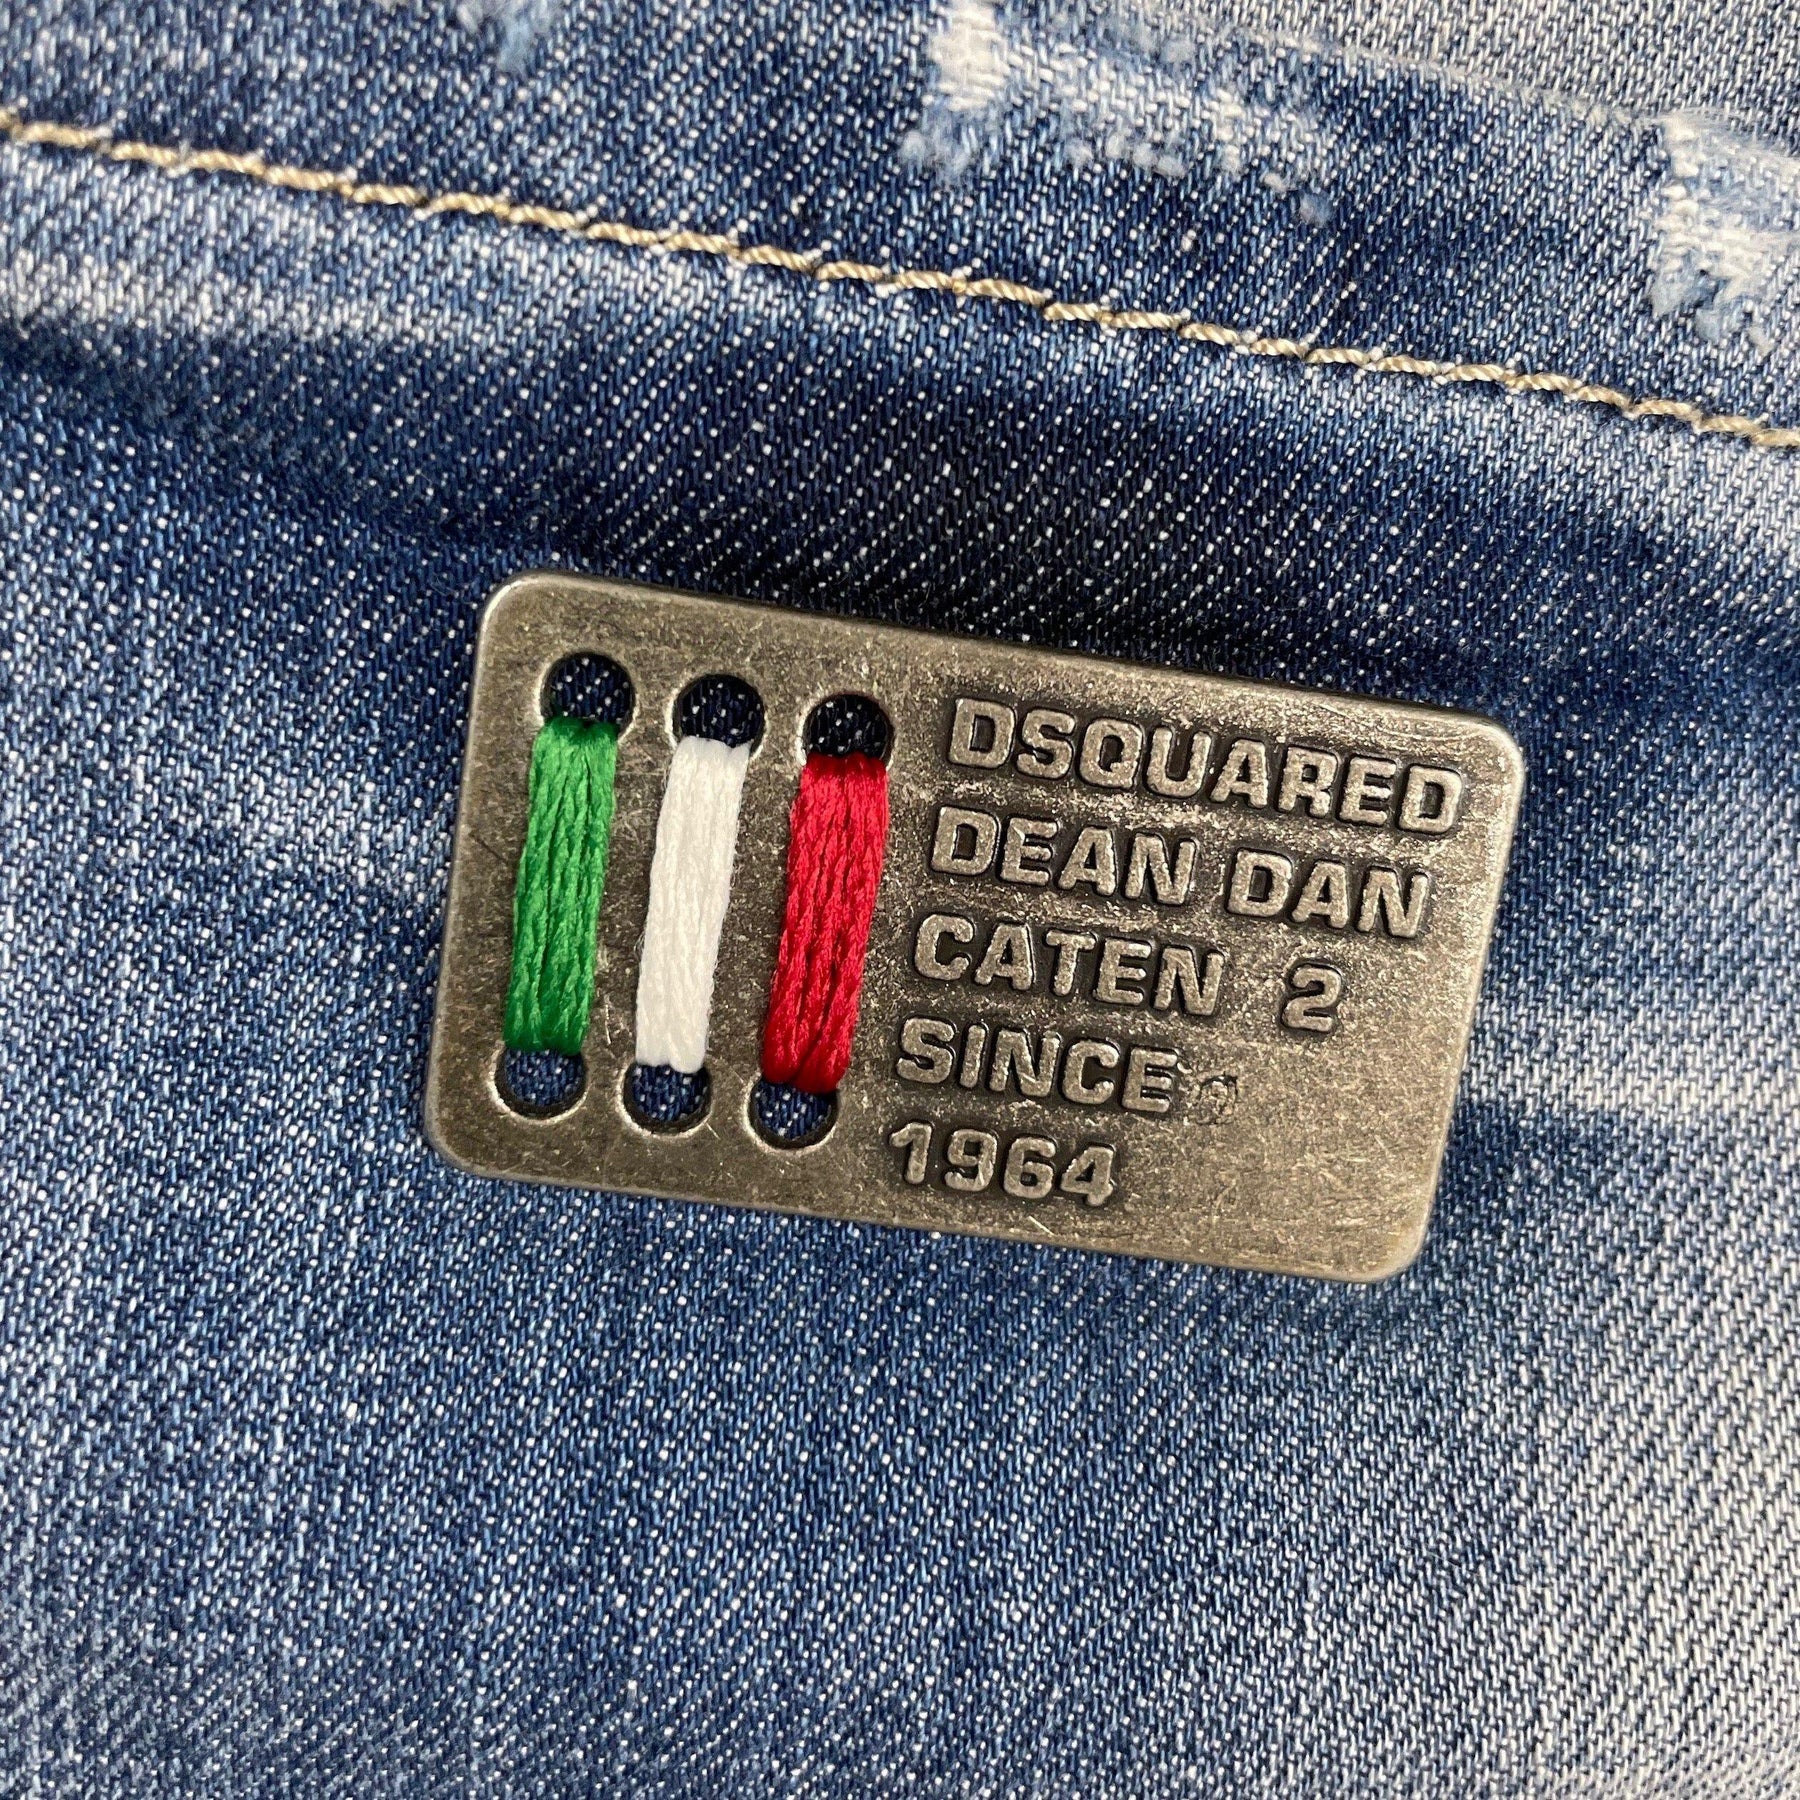 DSQUARED
DEAN DAN
CATEN 2
SINCE
1964